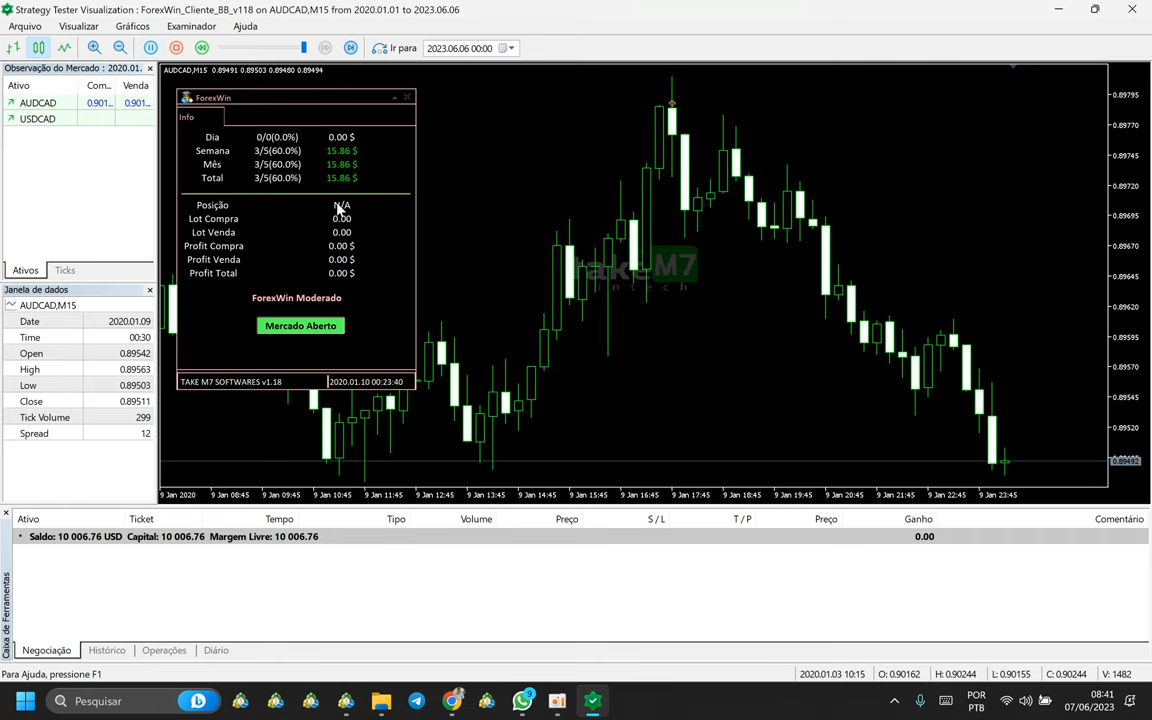 Strategy Tester Visualization : ForexWin_Cliente_BB_v118 on AUDCAD,M15 from 2020.01.01 to 2023.06.06
Arquivo Visualizar Gráficos Examinador Ajuda
Ir para 2023.06.06 00:00
Observação do Mercado : 2020.01.
Ativo Com... Venda
AUDCAD 0.901... 0.901...
USDCAD
Ativos Ticks
Janela de dados
AUDCAD,M15
Date 2020.01.09
Time 00:30
Open 0.89542
High 0.89563
Low 0.89503
Close 0.89511
Tick Volume 299
Spread 12
AUDCAD,M15 0.89491 0.89503 0.89480 0.89494
ForexWin
Info
Dia 0/0(0.0%) 0.00 $
Semana 3/5(60.0%) 15.86 $
Mês 3/5(60.0%) 15.86 $
Total 3/5(60.0%) 15.86 $
Posição N/A
Lot Compra 0.00
Lot Venda 0.00
Profit Compra 0.00 $
Profit Venda 0.00 $
Profit Total 0.00 $
ForexWin Moderado
Mercado Aberto
TAKE M7 SOFTWARES v1.18 2020.01.10 00:23:40
takeM7
fintech
0.89795
0.89770
0.89745
0.89720
0.89695
0.89670
0.89645
0.89620
0.89595
0.89570
0.89545
0.89520
0.89492
9 Jan 2020 9 Jan 08:45 9 Jan 09:45 9 Jan 10:45 9 Jan 11:45 9 Jan 12:45 9 Jan 13:45 9 Jan 14:45 9 Jan 15:45 9 Jan 16:45 9 Jan 17:45 9 Jan 18:45 9 Jan 19:45 9 Jan 20:45 9 Jan 21:45 9 Jan 22:45 9 Jan 23:45
Ativo Ticket Tempo Tipo Volume Preço S / L T / P Preço Ganho Comentário
Saldo: 10 006.76 USD Capital: 10 006.76 Margem Livre: 10 006.76 0.00
Caixa de Ferramentas
Negociação Histórico Operações Diário
Para Ajuda, pressione F1
2020.01.03 10:15 O: 0.90162 H: 0.90244 L: 0.90155 C: 0.90244 V: 1482
Pesquisar
9
POR
PTB
08:41
07/06/2023